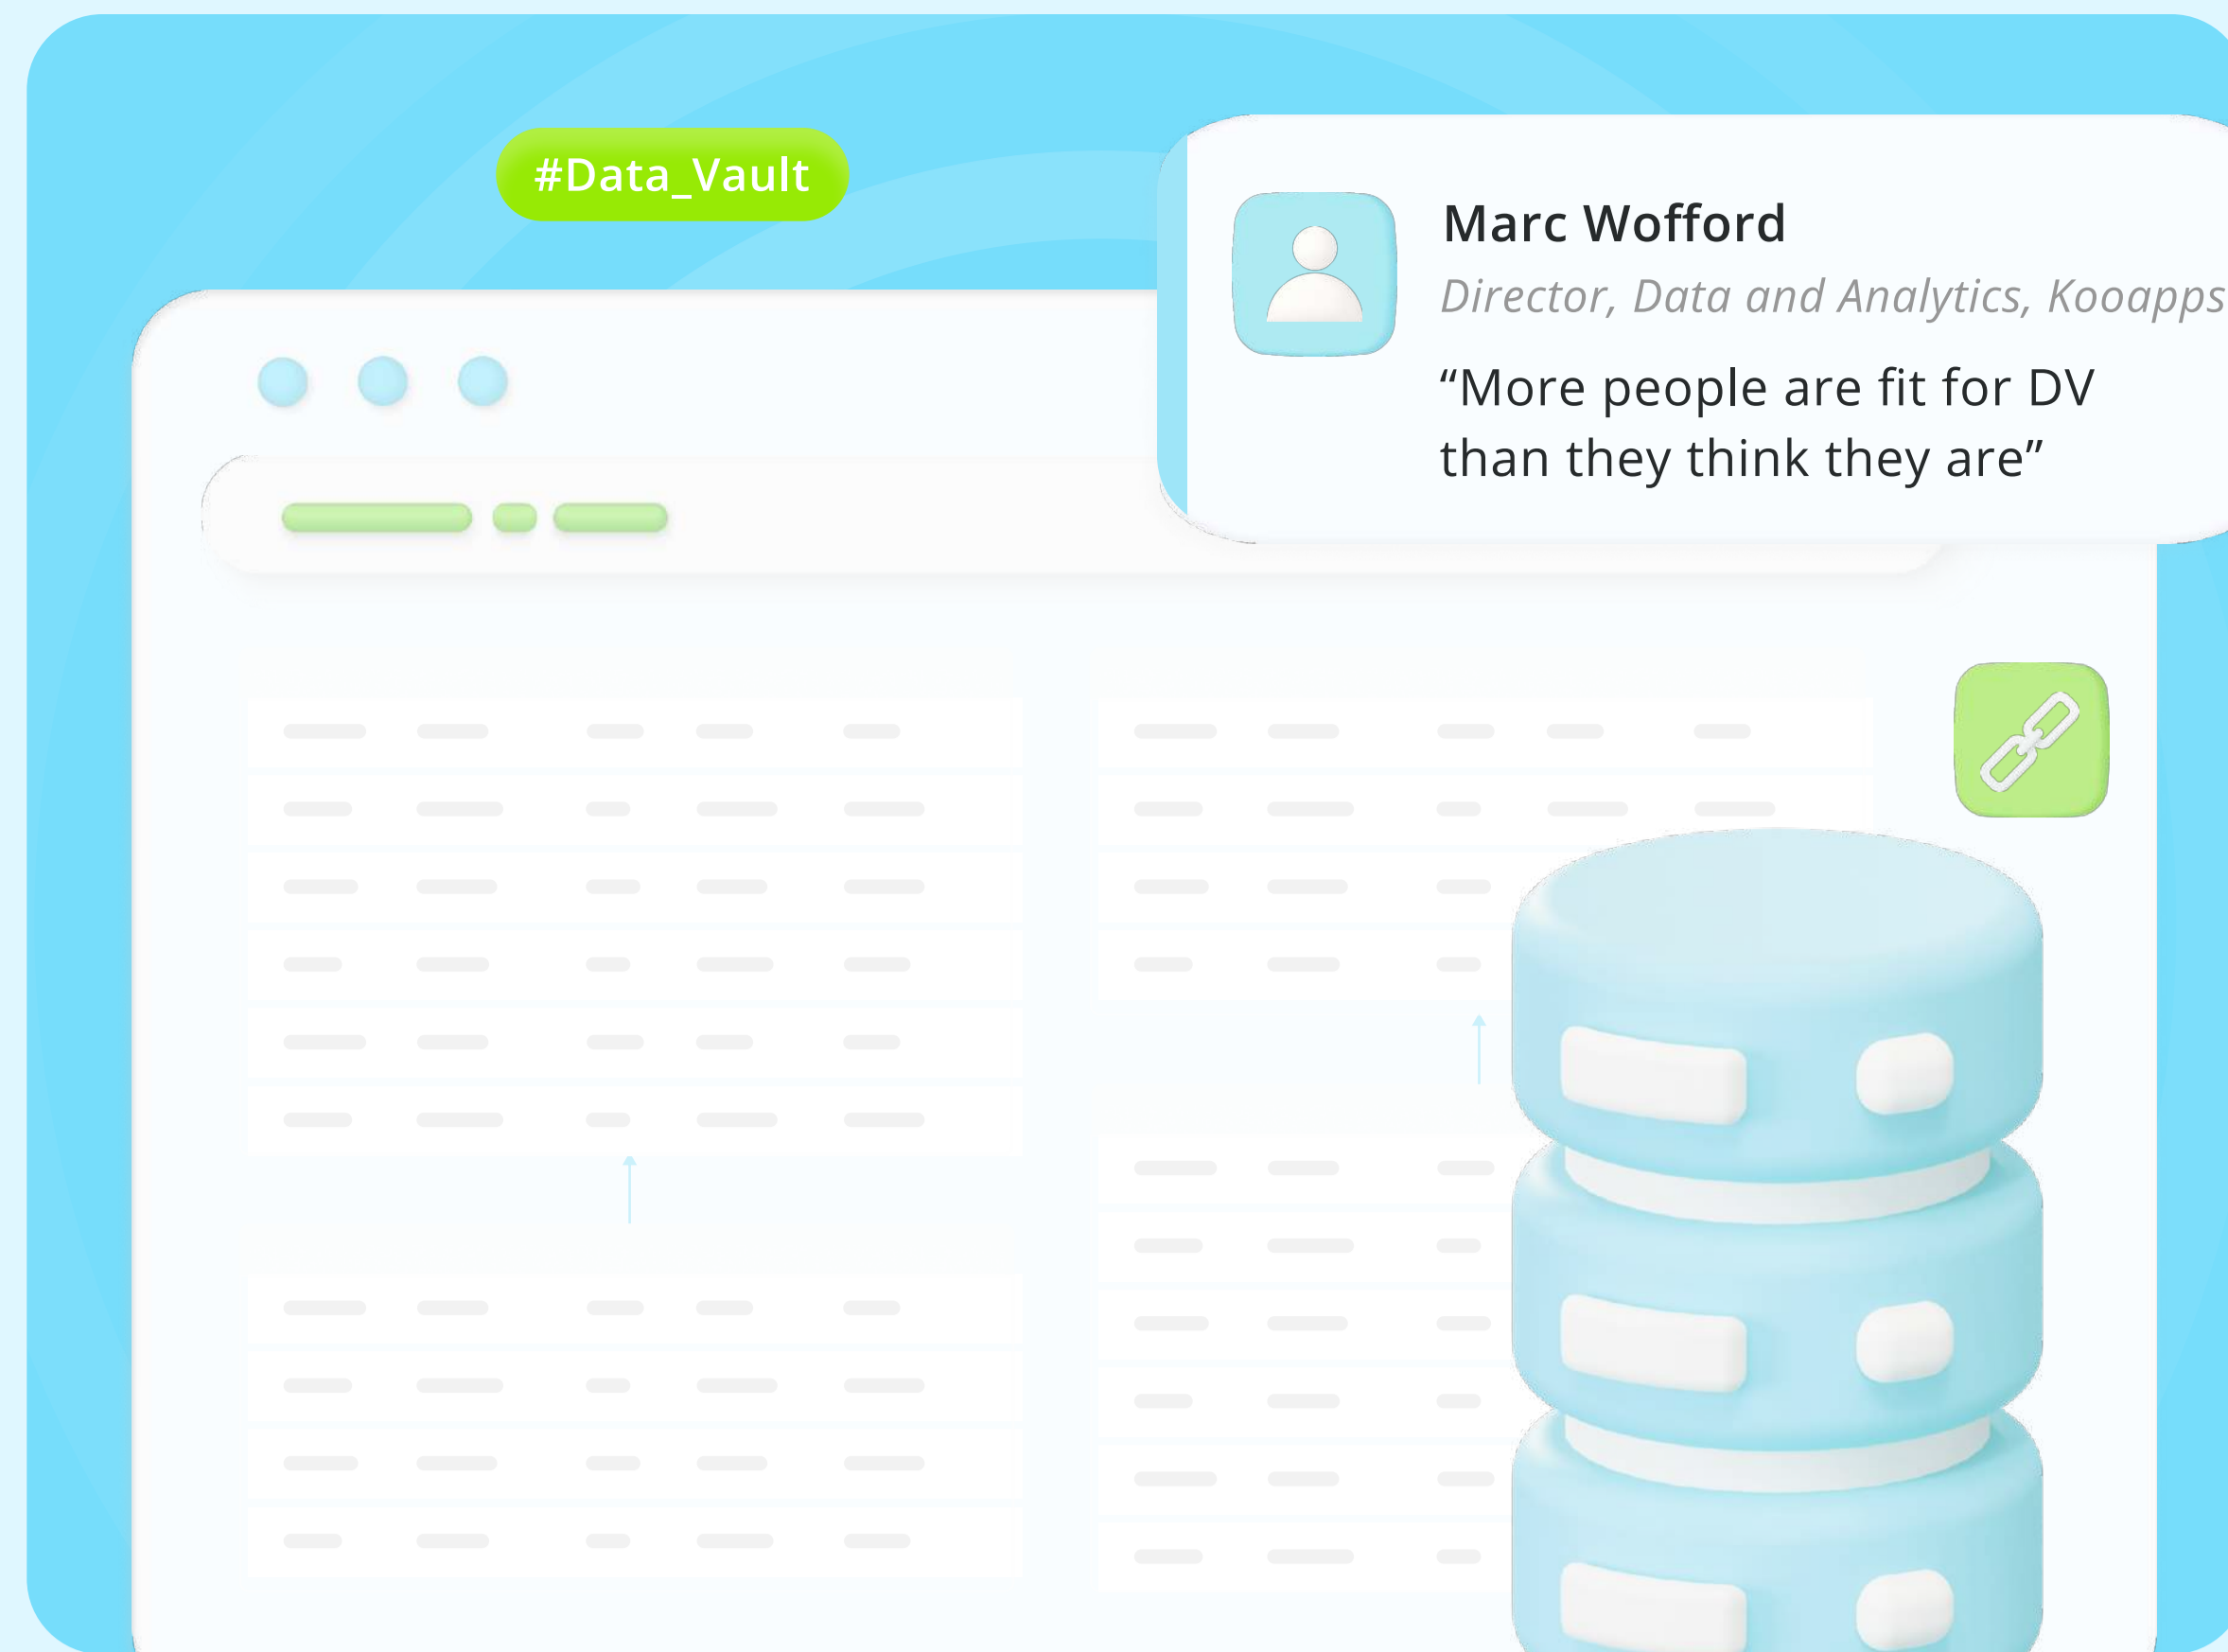 #Data_Vault
Marc Wofford
Director, Data and Analytics, Kooapps
“More people are fit for DV
than they think they are”